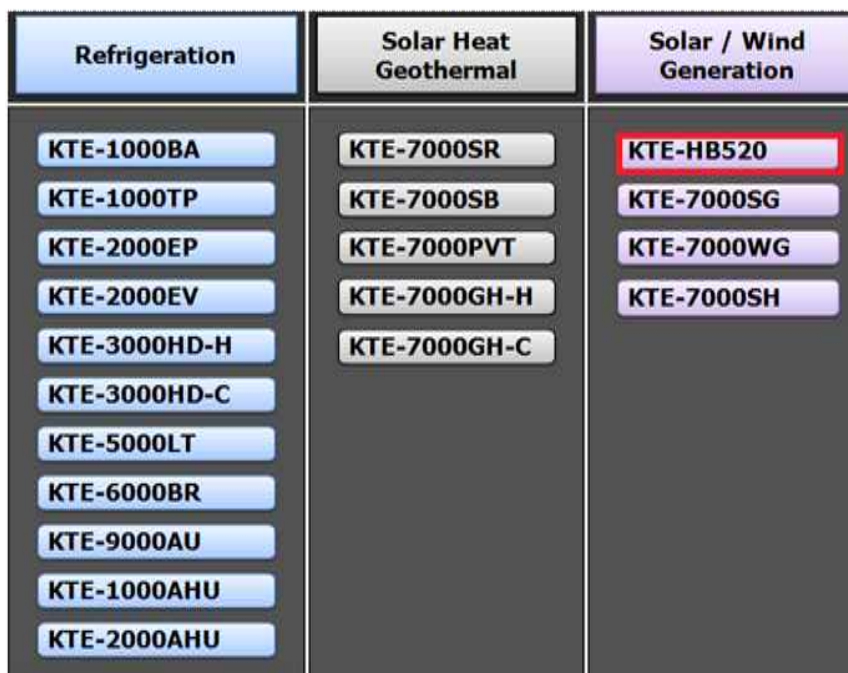 Refrigeration
Solar Heat
Geothermal
Solar / Wind
Generation
KTE-1000BA
KTE-1000TP
KTE-2000EP
KTE-2000EV
KTE-3000HD-H
KTE-3000HD-C
KTE-5000LT
KTE-6000BR
KTE-9000AU
KTE-1000AHU
KTE-2000AHU
KTE-7000SR
KTE-7000SB
KTE-7000PVT
KTE-7000GH-H
KTE-7000GH-C
KTE-HB520
KTE-7000SG
KTE-7000WG
KTE-7000SH